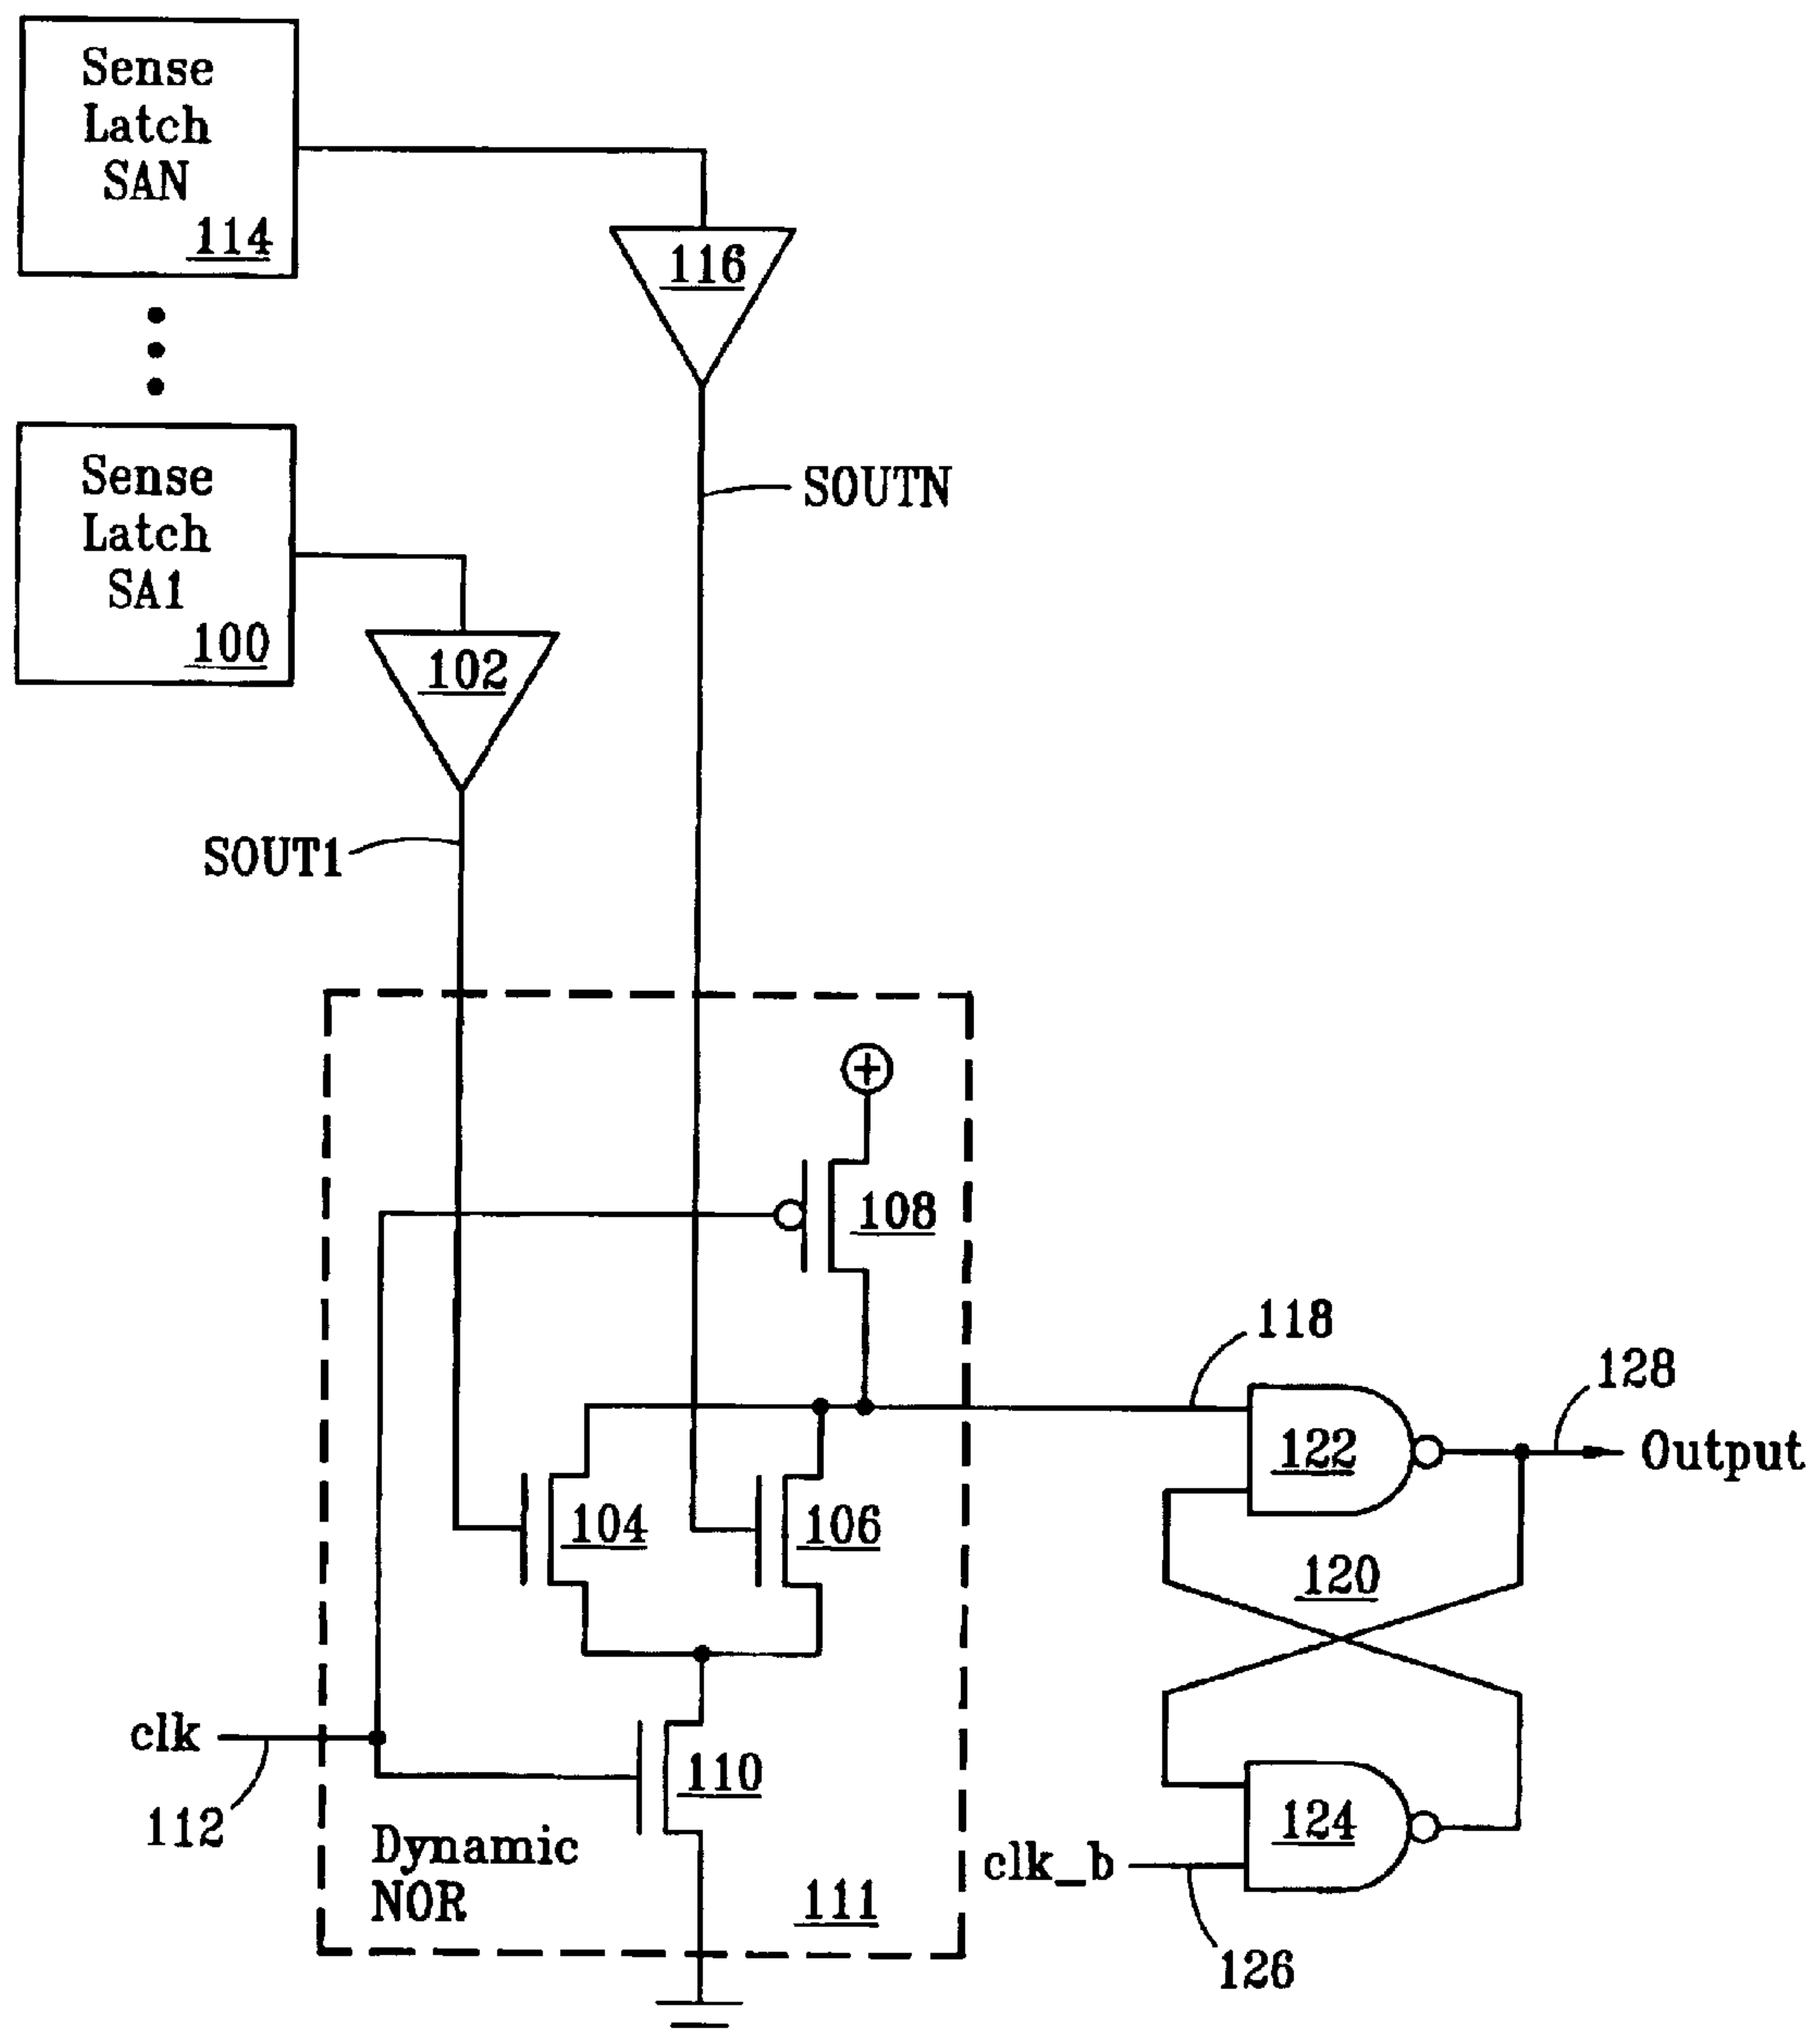 Sense
Latch
SAN
114
116
SOUTN
Sense
Latch
SA1
100
102
SOUT1
+
108
118
128
122
Output
104
106
120
clk
112
110
124
clk_b
126
Dynamic
NOR
111